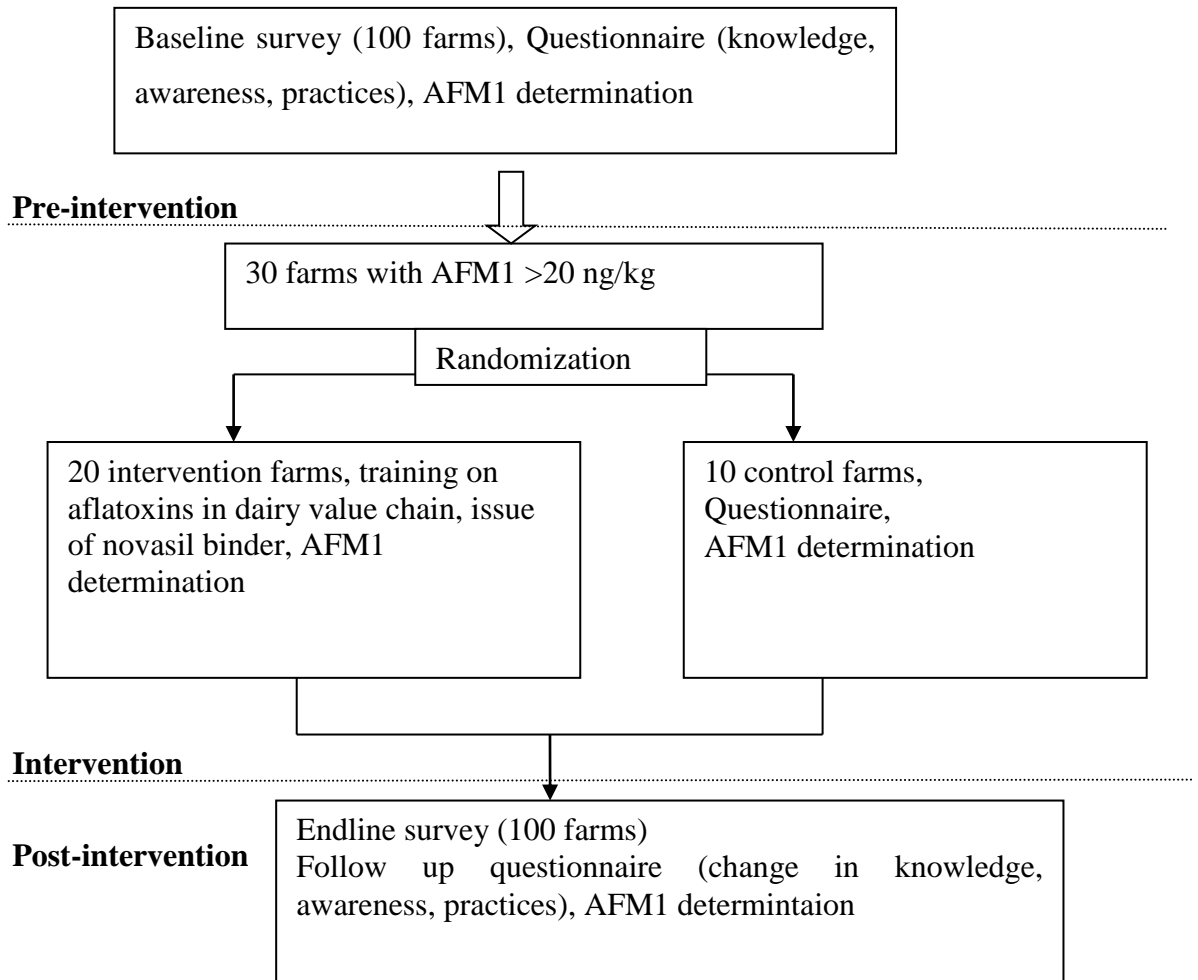 Baseline survey (100 farms), Questionnaire (knowledge,
awareness, practices), AFM1 determination
Pre-intervention
30 farms with AFM1 >20 ng/kg
Randomization
20 intervention farms, training on
aflatoxins in dairy value chain, issue
of novasil binder, AFM1
determination
10 control farms,
Questionnaire,
AFM1 determination
Intervention
Post-intervention
Endline survey (100 farms)
Follow up questionnaire (change in knowledge,
awareness, practices), AFM1 determintaion